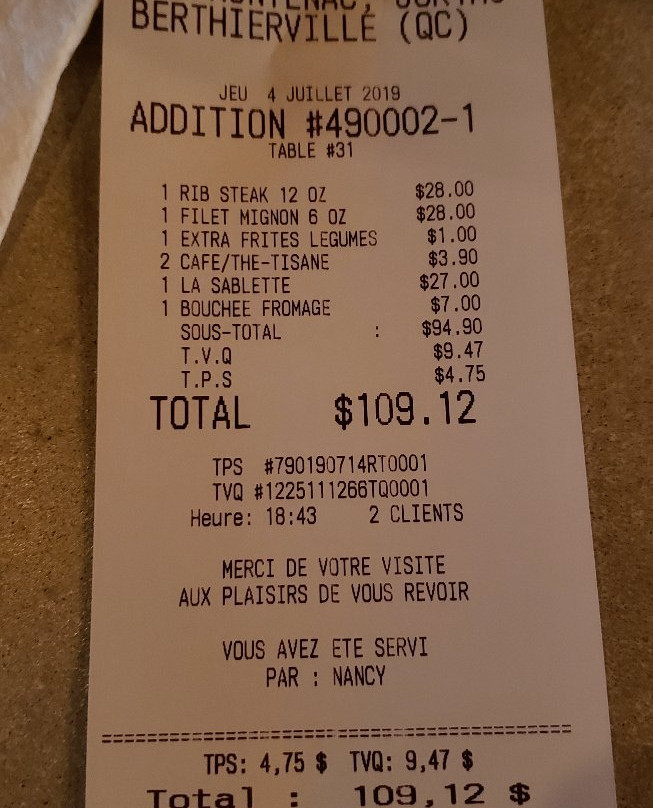 BERTHIERVILLE (QC)
JEU 4 JUILLET 2019
ADDITION #490002-1
TABLE #31
1 RIB STEAK 12 OZ $28.00
1 FILET MIGNON 6 OZ $28.00
1 EXTRA FRITES LEGUMES $1.00
2 CAFE/THE-TISANE $3.90
1 LA SABLETTE $27.00
1 BOUCHEE FROMAGE $7.00
SOUS-TOTAL : $94.90
T.V.Q $9.47
T.P.S $4.75
TOTAL $109.12
TPS #790190714RT0001
TVQ #1225111266TQ0001
Heure: 18:43 2 CLIENTS
MERCI DE VOTRE VISITE
AUX PLAISIRS DE VOUS REVOIR
VOUS AVEZ ETE SERVI
PAR : NANCY
==================================================
TPS: 4,75 $ TVQ: 9,47 $
Total : 109,12 $